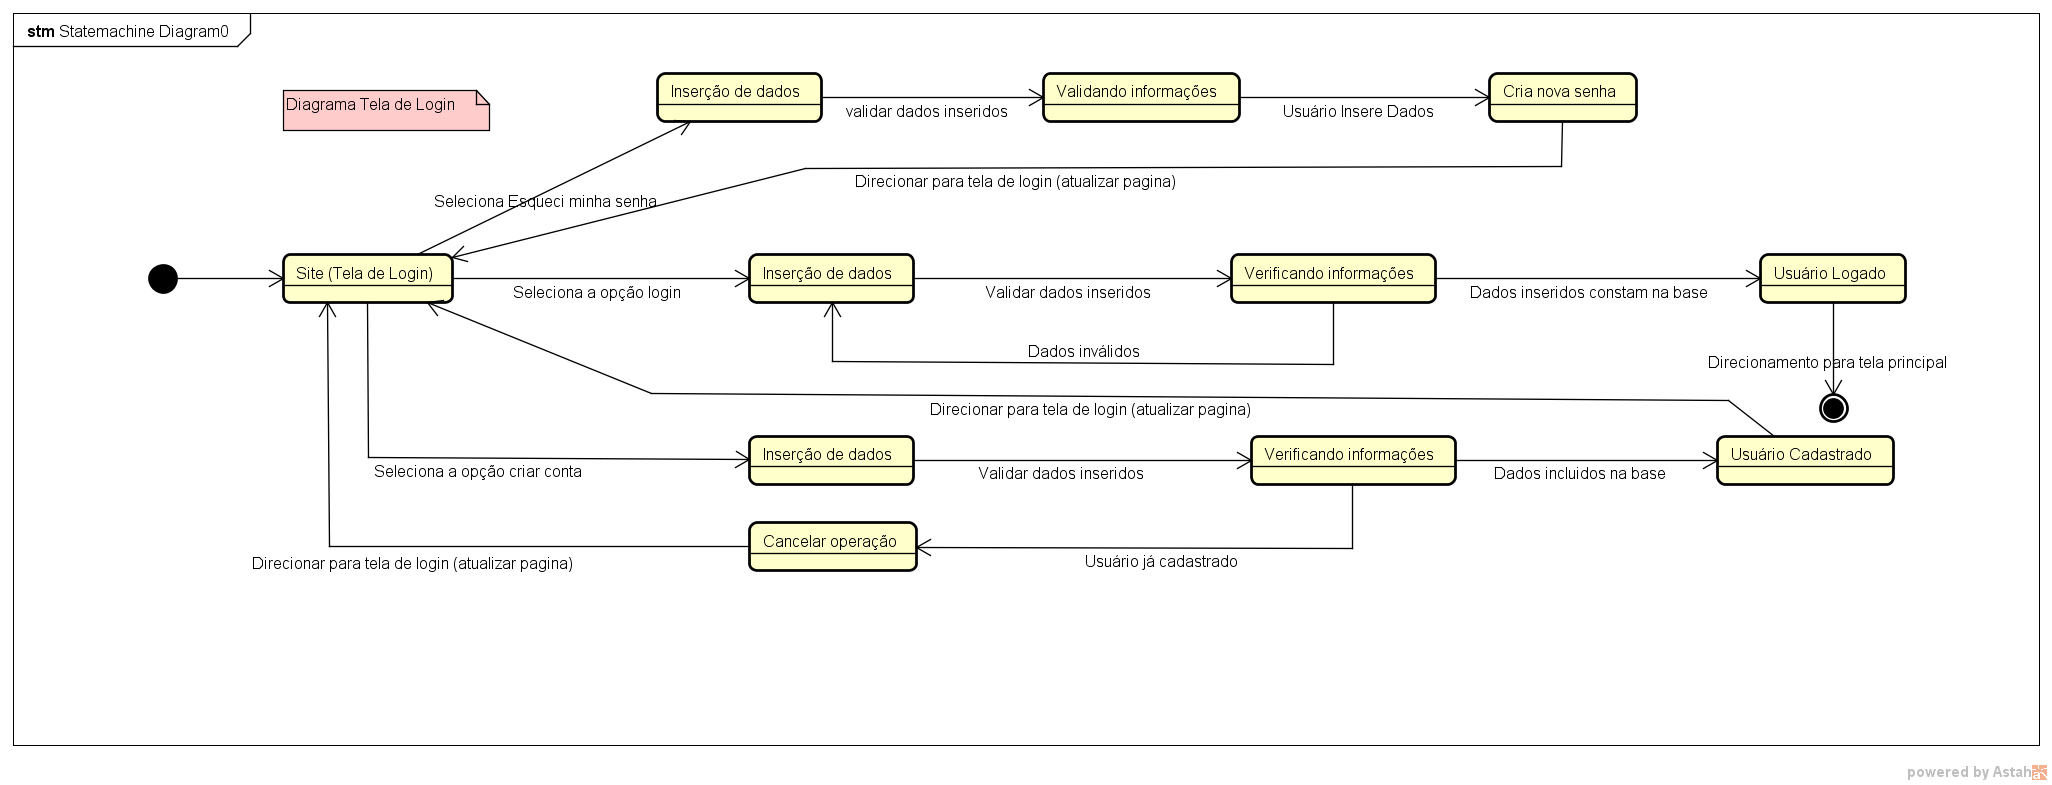 stm Statemachine Diagram0
Diagrama Tela de Login
Inserção de dados
validar dados inseridos
Validando informações
Usuário Insere Dados
Cria nova senha
Direcionar para tela de login (atualizar pagina)
Seleciona Esqueci minha senha
Site (Tela de Login)
Seleciona a opção login
Inserção de dados
Validar dados inseridos
Verificando informações
Dados inseridos constam na base
Usuário Logado
Dados inválidos
Direcionamento para tela principal
Direcionar para tela de login (atualizar pagina)
Seleciona a opção criar conta
Inserção de dados
Validar dados inseridos
Verificando informações
Dados incluidos na base
Usuário Cadastrado
Cancelar operação
Usuário já cadastrado
Direcionar para tela de login (atualizar pagina)
powered by Astah